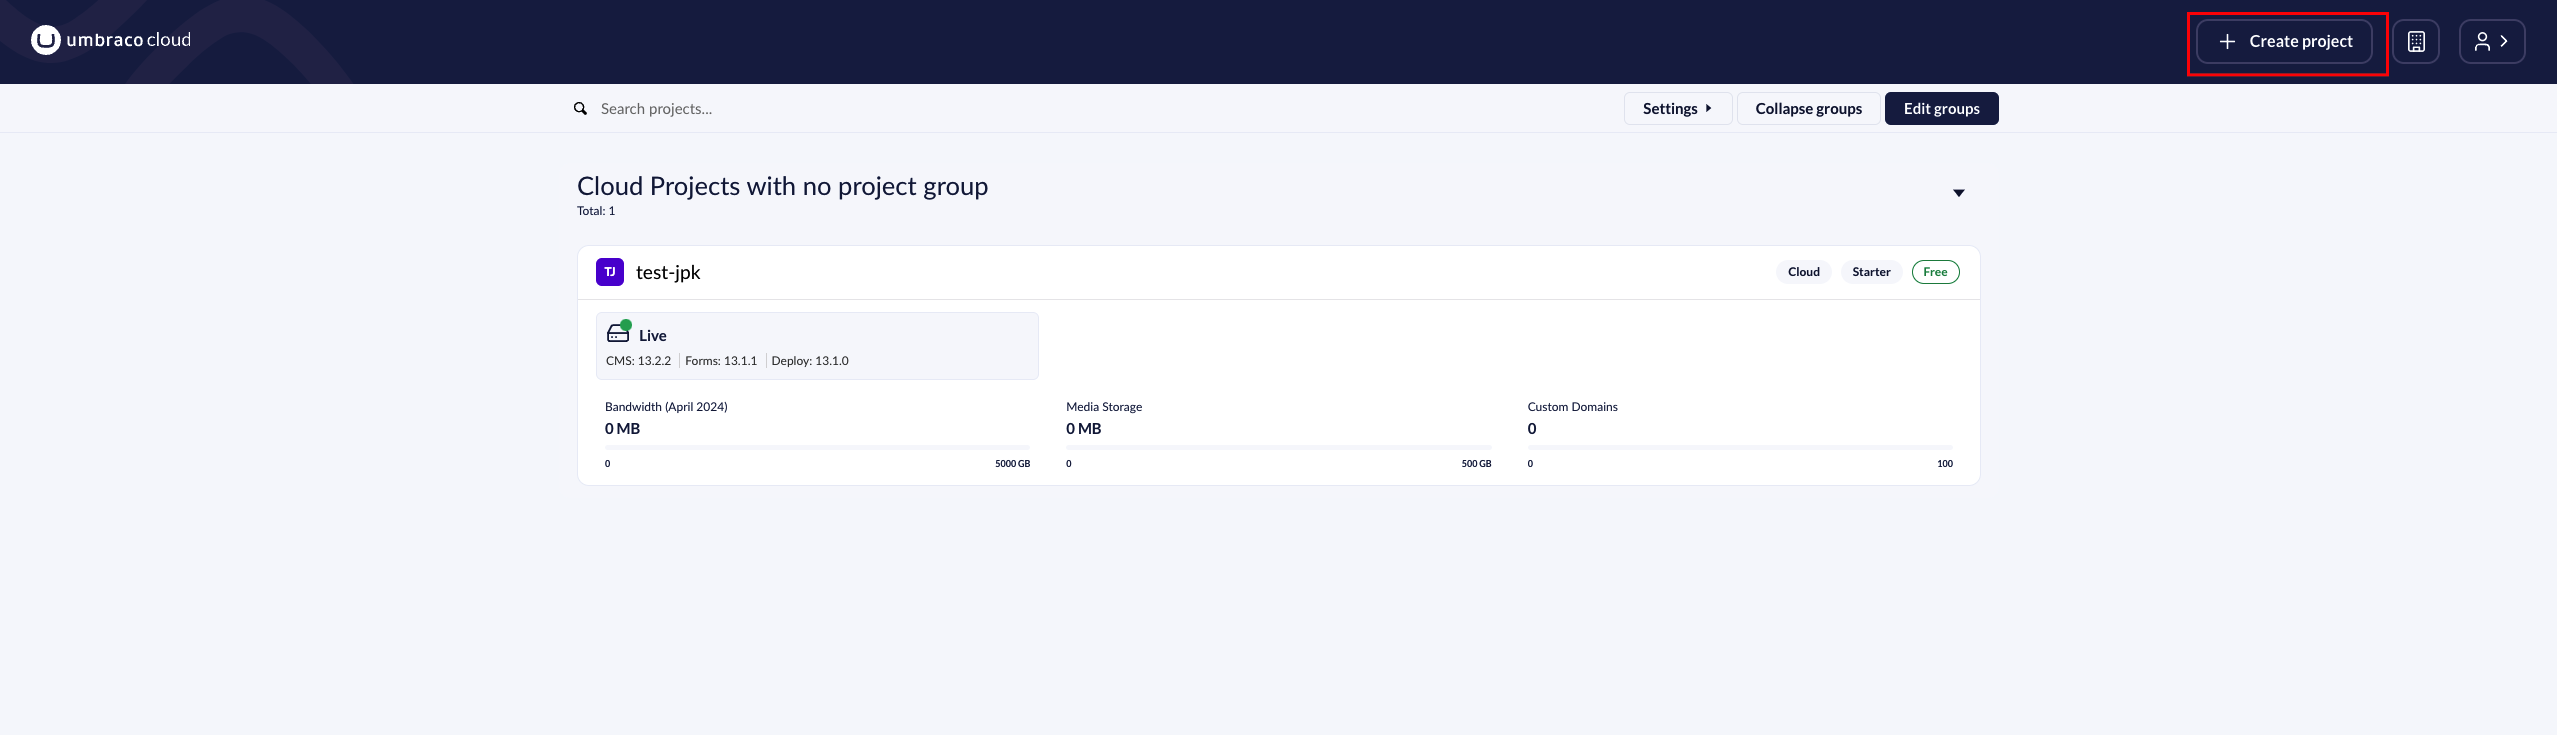 umbraco cloud
Create project
Search projects...
Settings
Collapse groups
Edit groups
Cloud Projects with no project group
Total: 1
TJ
test-jpk
Cloud
Starter
Free
Live
CMS: 13.2.2
Forms: 13.1.1
Deploy: 13.1.0
Bandwidth (April 2024)
0 MB
0
5000 GB
Media Storage
0 MB
0
500 GB
Custom Domains
0
0
100